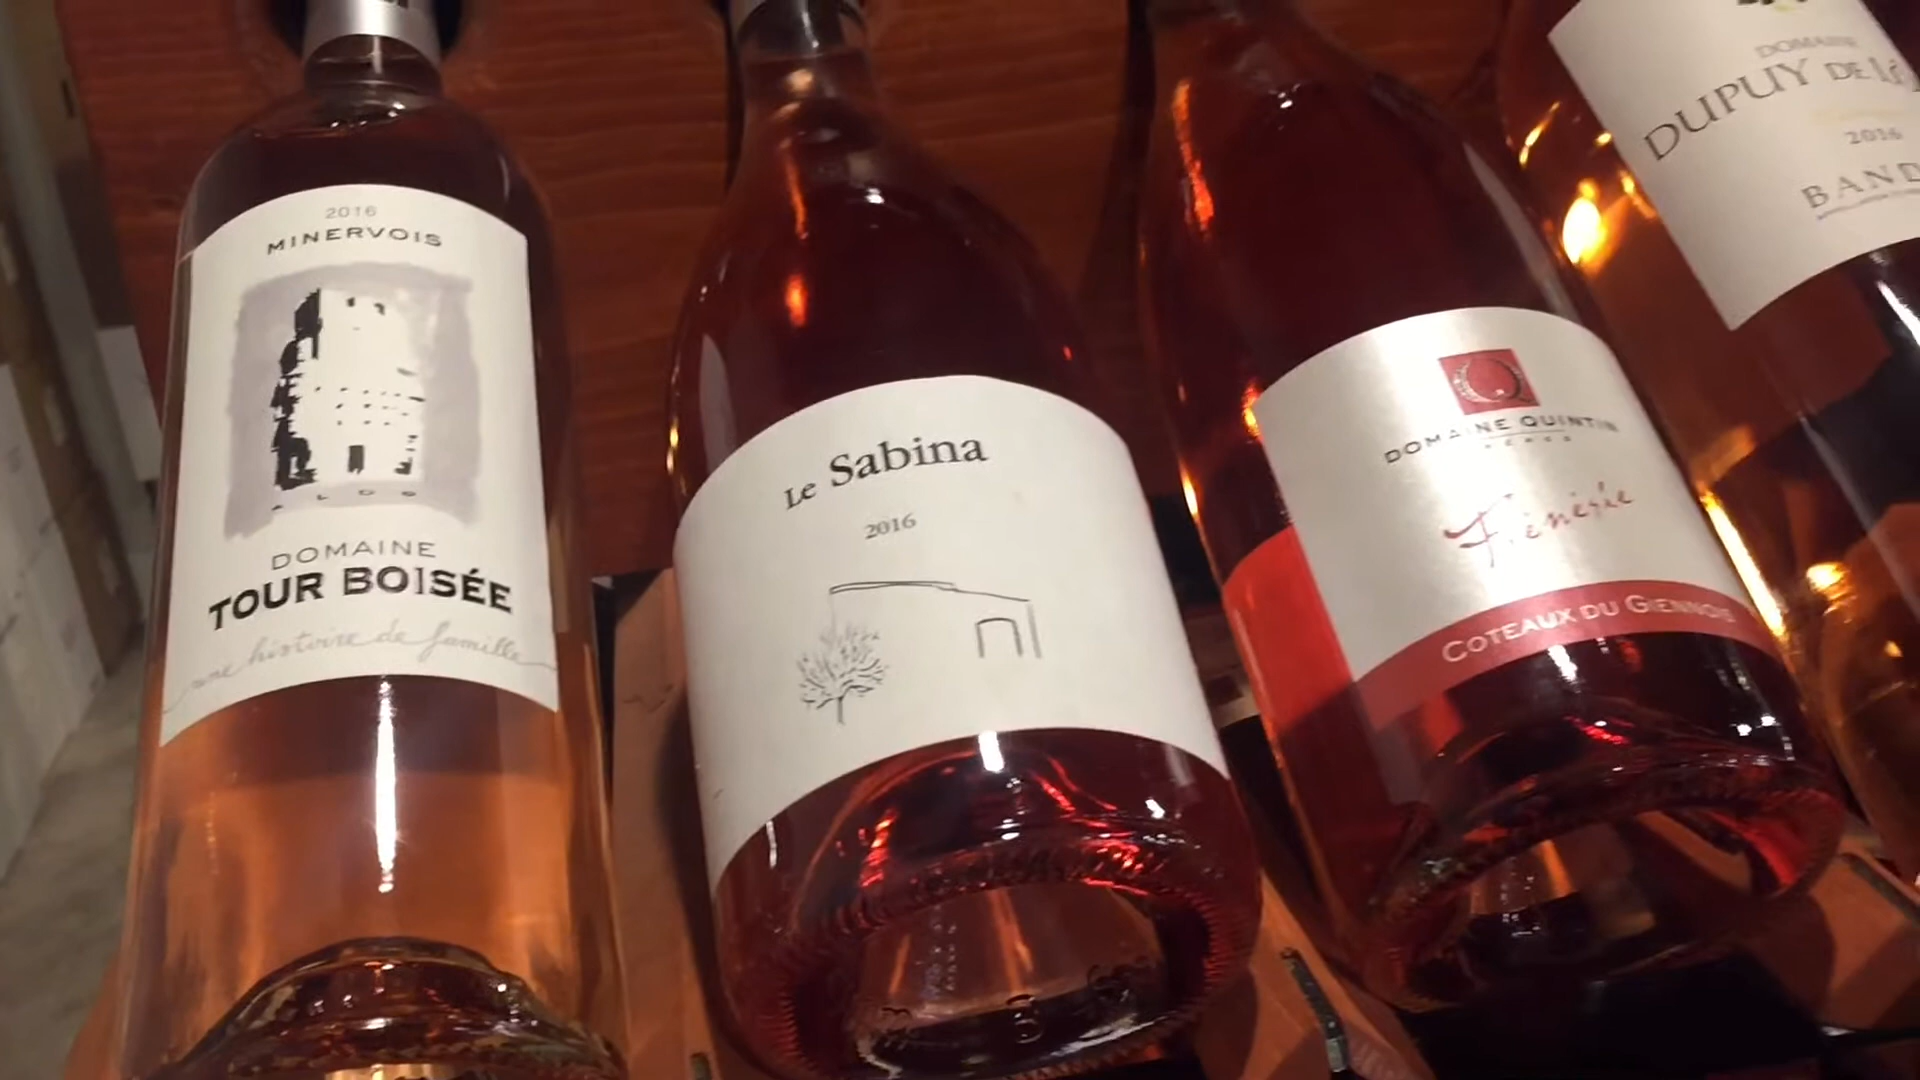 2016
MINERVOIS
DOMAINE
TOUR BOISÉE
une histoire de famille
Le Sabina
2016
DOMAINE QUINTIN
COTEAUX DU GIENNOIS
DOMAINE
DUPUY DE
2016
BAND